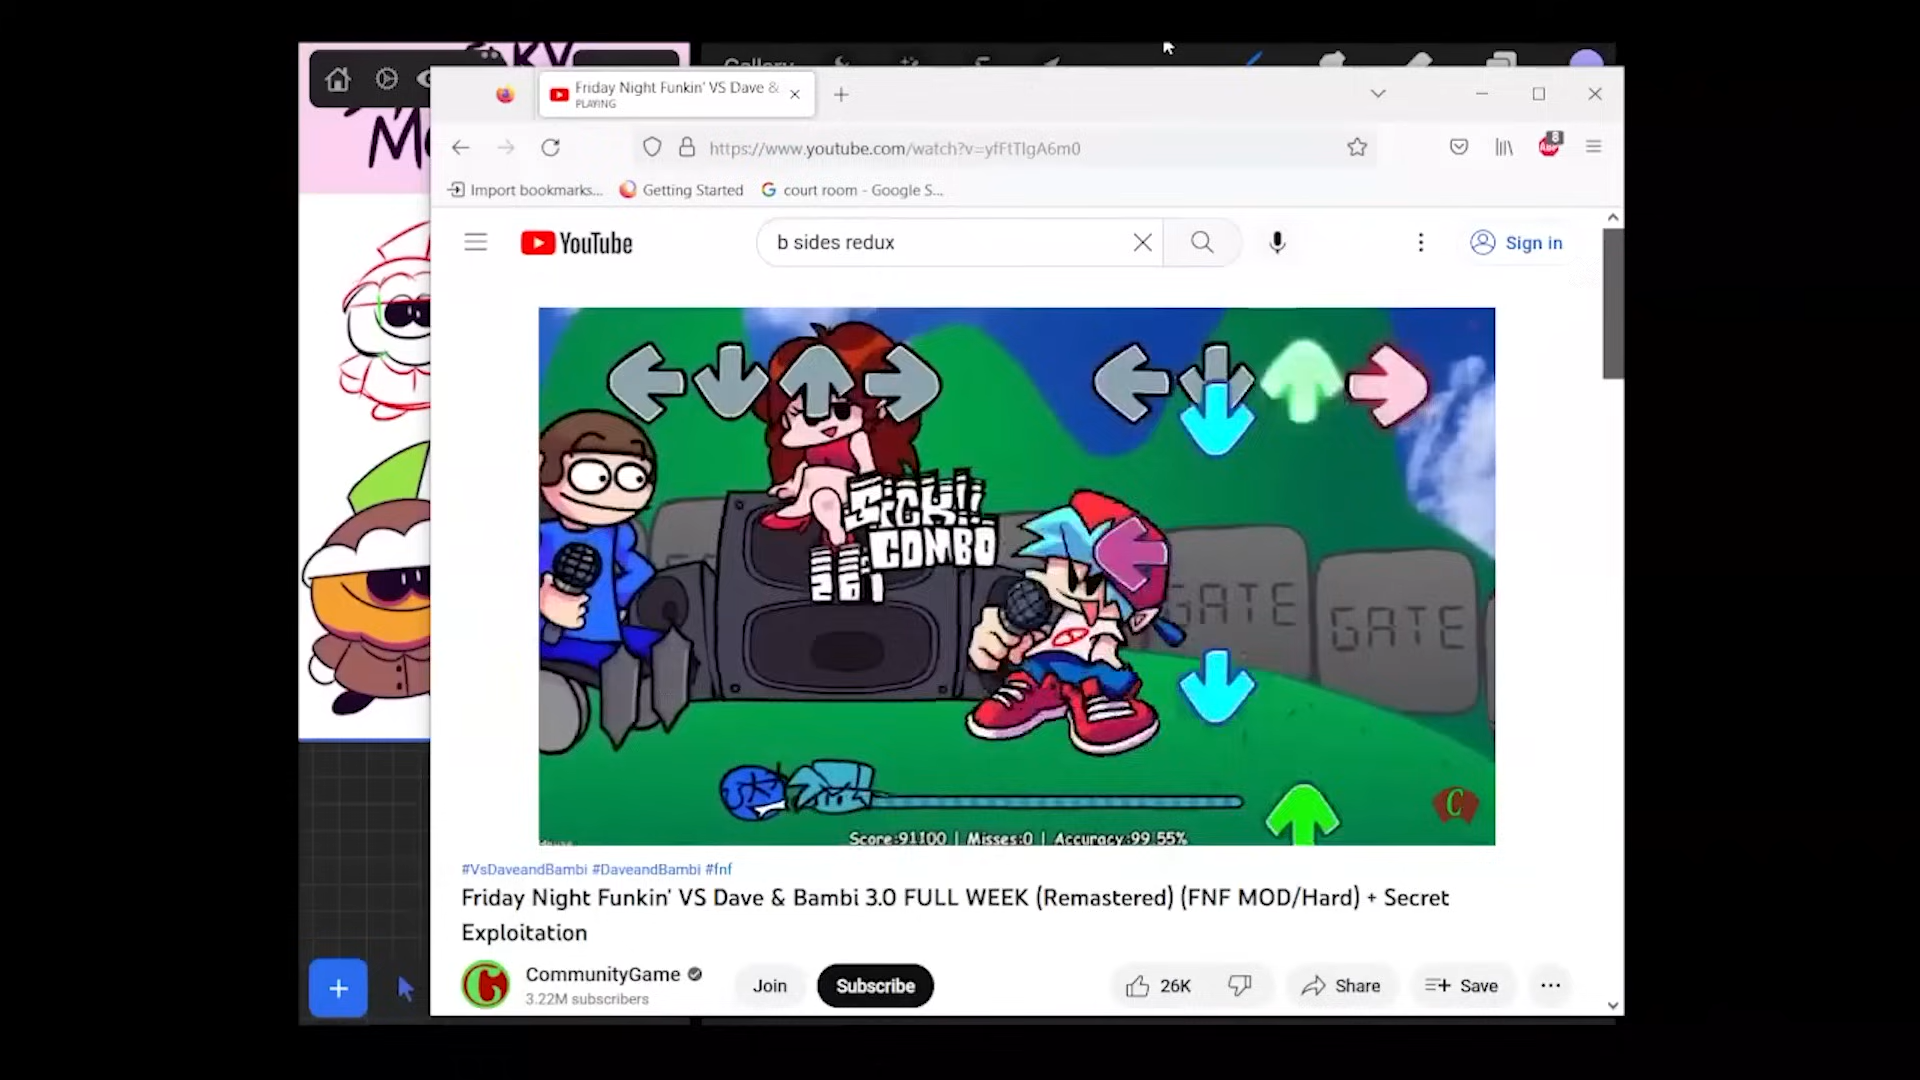 Gallery
Friday Night Funkin' VS Dave &
PLAYING
https://www.youtube.com/watch?v=yfFtTlgA6m0
8
ABP
Import bookmarks...
Getting Started
court room - Google S...
YouTube
b sides redux
Sign in
SICK!!
COMBO
261
GATE
GATE
C
Score:91100 | Misses:0 | Accuracy:99.55%
#VsDaveandBambi #DaveandBambi #fnf
Friday Night Funkin' VS Dave & Bambi 3.0 FULL WEEK (Remastered) (FNF MOD/Hard) + Secret
Exploitation
CommunityGame
3.22M subscribers
Join
Subscribe
26K
Share
Save